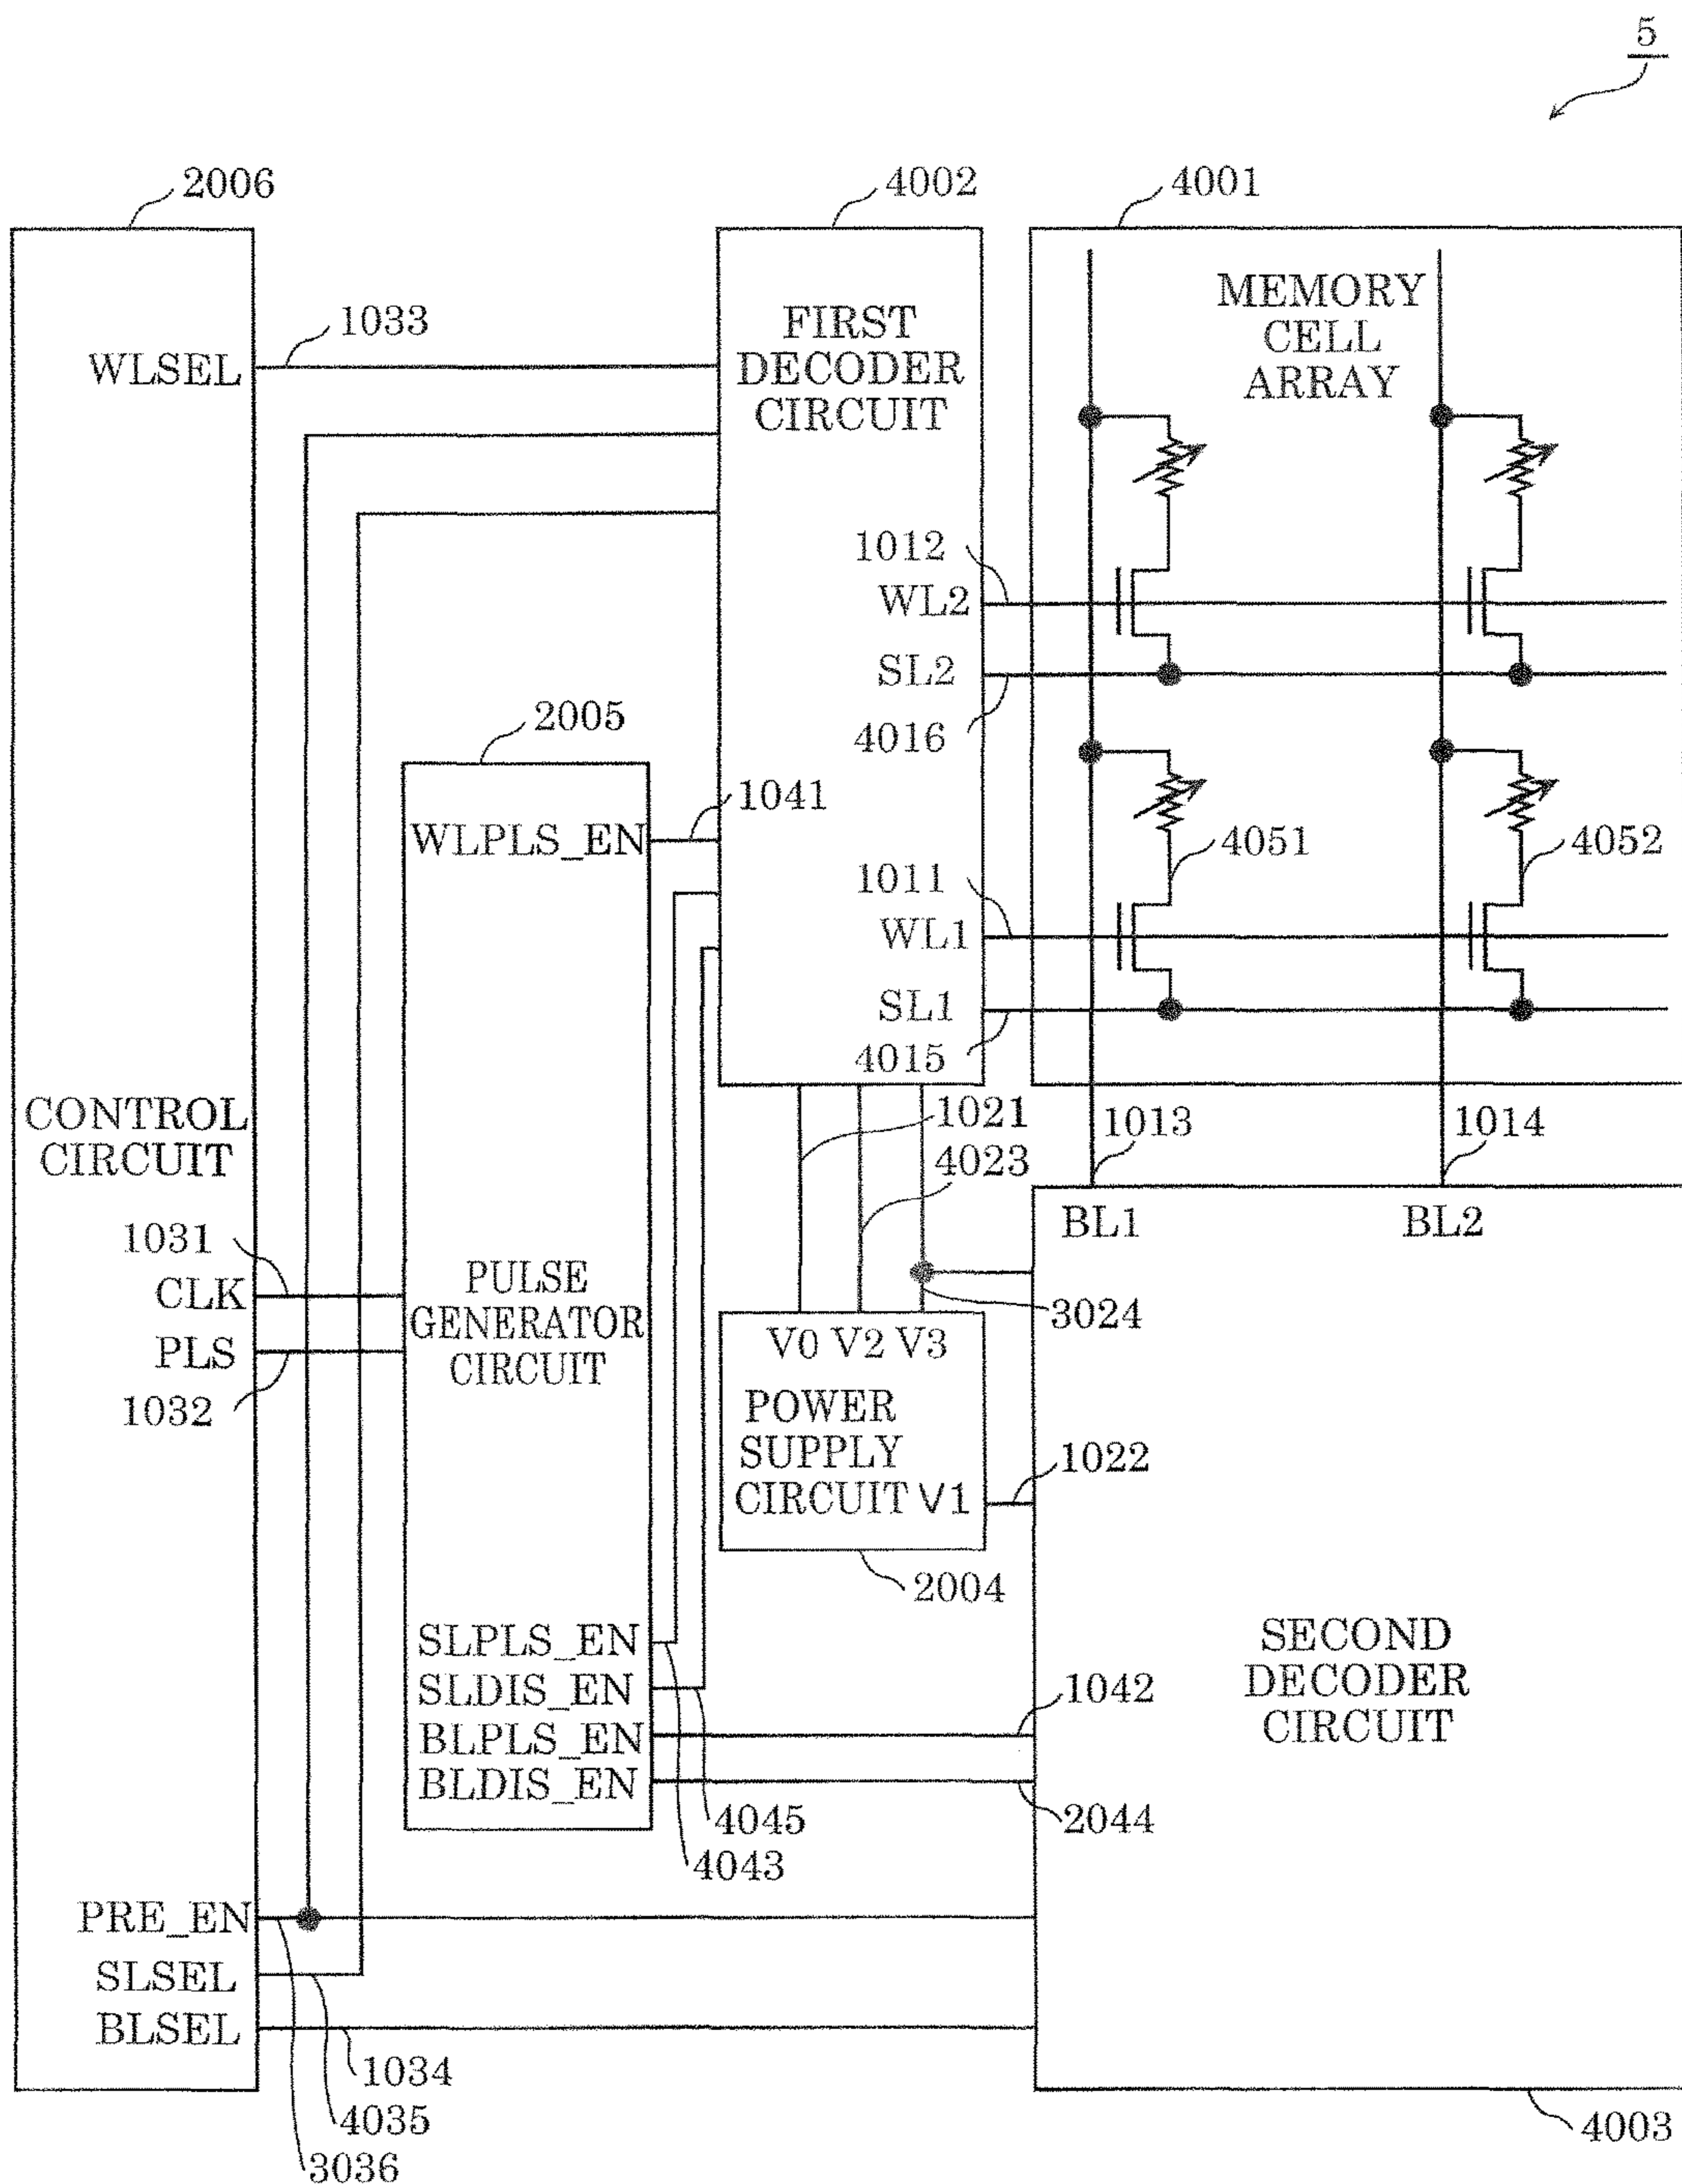 5
2006
4002
4001
1033
WLSEL
FIRST
DECODER
CIRCUIT
MEMORY
CELL
ARRAY
1012
WL2
SL2
4016
2005
WLPLS_EN
1041
4051
4052
1011
WL1
SL1
4015
CONTROL
CIRCUIT
1021
4023
1013
1014
BL1
BL2
1031
CLK
PLS
1032
PULSE
GENERATOR
CIRCUIT
3024
V0 V2 V3
POWER
SUPPLY
CIRCUIT V1
1022
2004
SECOND
DECODER
CIRCUIT
SLPLS_EN
SLDIS_EN
BLPLS_EN
BLDIS_EN
1042
2044
4045
4043
PRE_EN
SLSEL
BLSEL
1034
4035
3036
4003